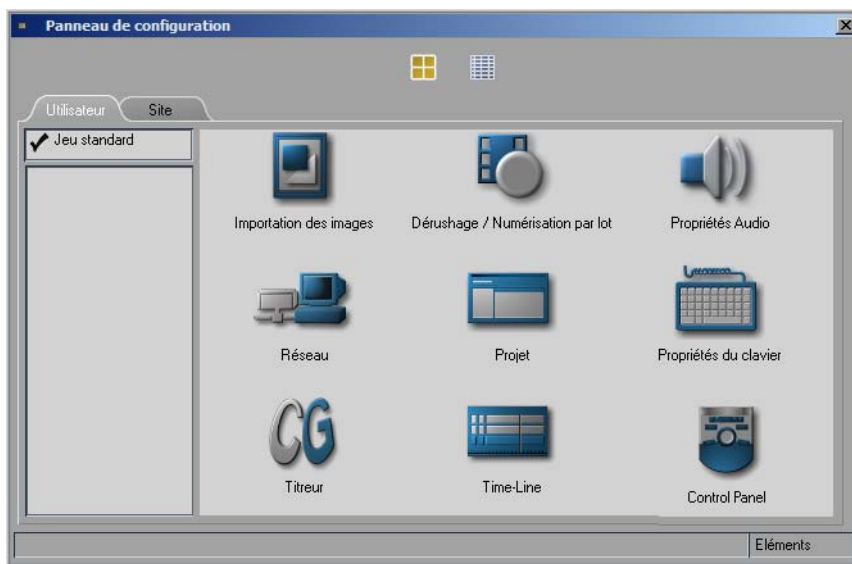 Panneau de configuration
Utilisateur
Site
Jeu standard
Importation des images
Dérushage / Numérisation par lot
Propriétés Audio
Réseau
Projet
Propriétés du clavier
CG
Titreur
Time-Line
Control Panel
Eléments